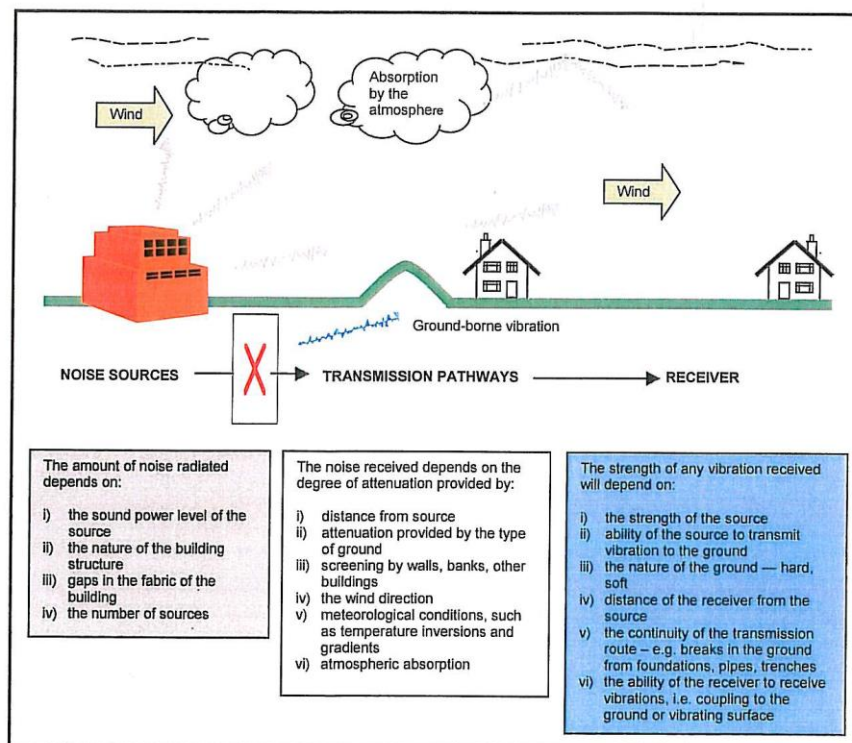 Absorption
by the
atmosphere
Wind
Wind
Ground-borne vibration
NOISE SOURCES
TRANSMISSION PATHWAYS
RECEIVER
The amount of noise radiated
depends on:
i) the sound power level of the
source
ii) the nature of the building
structure
iii) gaps in the fabric of the
building
iv) the number of sources
The noise received depends on the
degree of attenuation provided by:
i) distance from source
ii) attenuation provided by the type
of ground
iii) screening by walls, banks, other
buildings
iv) the wind direction
v) meteorological conditions, such
as temperature inversions and
gradients
vi) atmospheric absorption
The strength of any vibration received
will depend on:
i) the strength of the source
ii) ability of the source to transmit
vibration to the ground
iii) the nature of the ground — hard,
soft
iv) distance of the receiver from the
source
v) the continuity of the transmission
route – e.g. breaks in the ground
from foundations, pipes, trenches
vi) the ability of the receiver to receive
vibrations, i.e. coupling to the
ground or vibrating surface